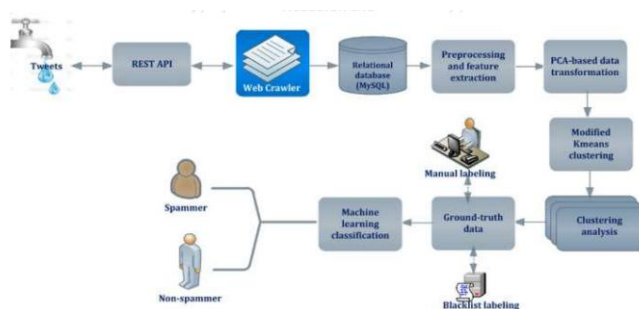 Tweets
REST API
Web Crawler
Relational
database
(MySQL)
Preprocessing
and feature
extraction
PCA-based data
transformation
Modified
Kmeans
clustering
Manual labeling
Spammer
Machine
learning
classification
Ground-truth
data
Clustering
analysis
Non-spammer
Blacklist labeling